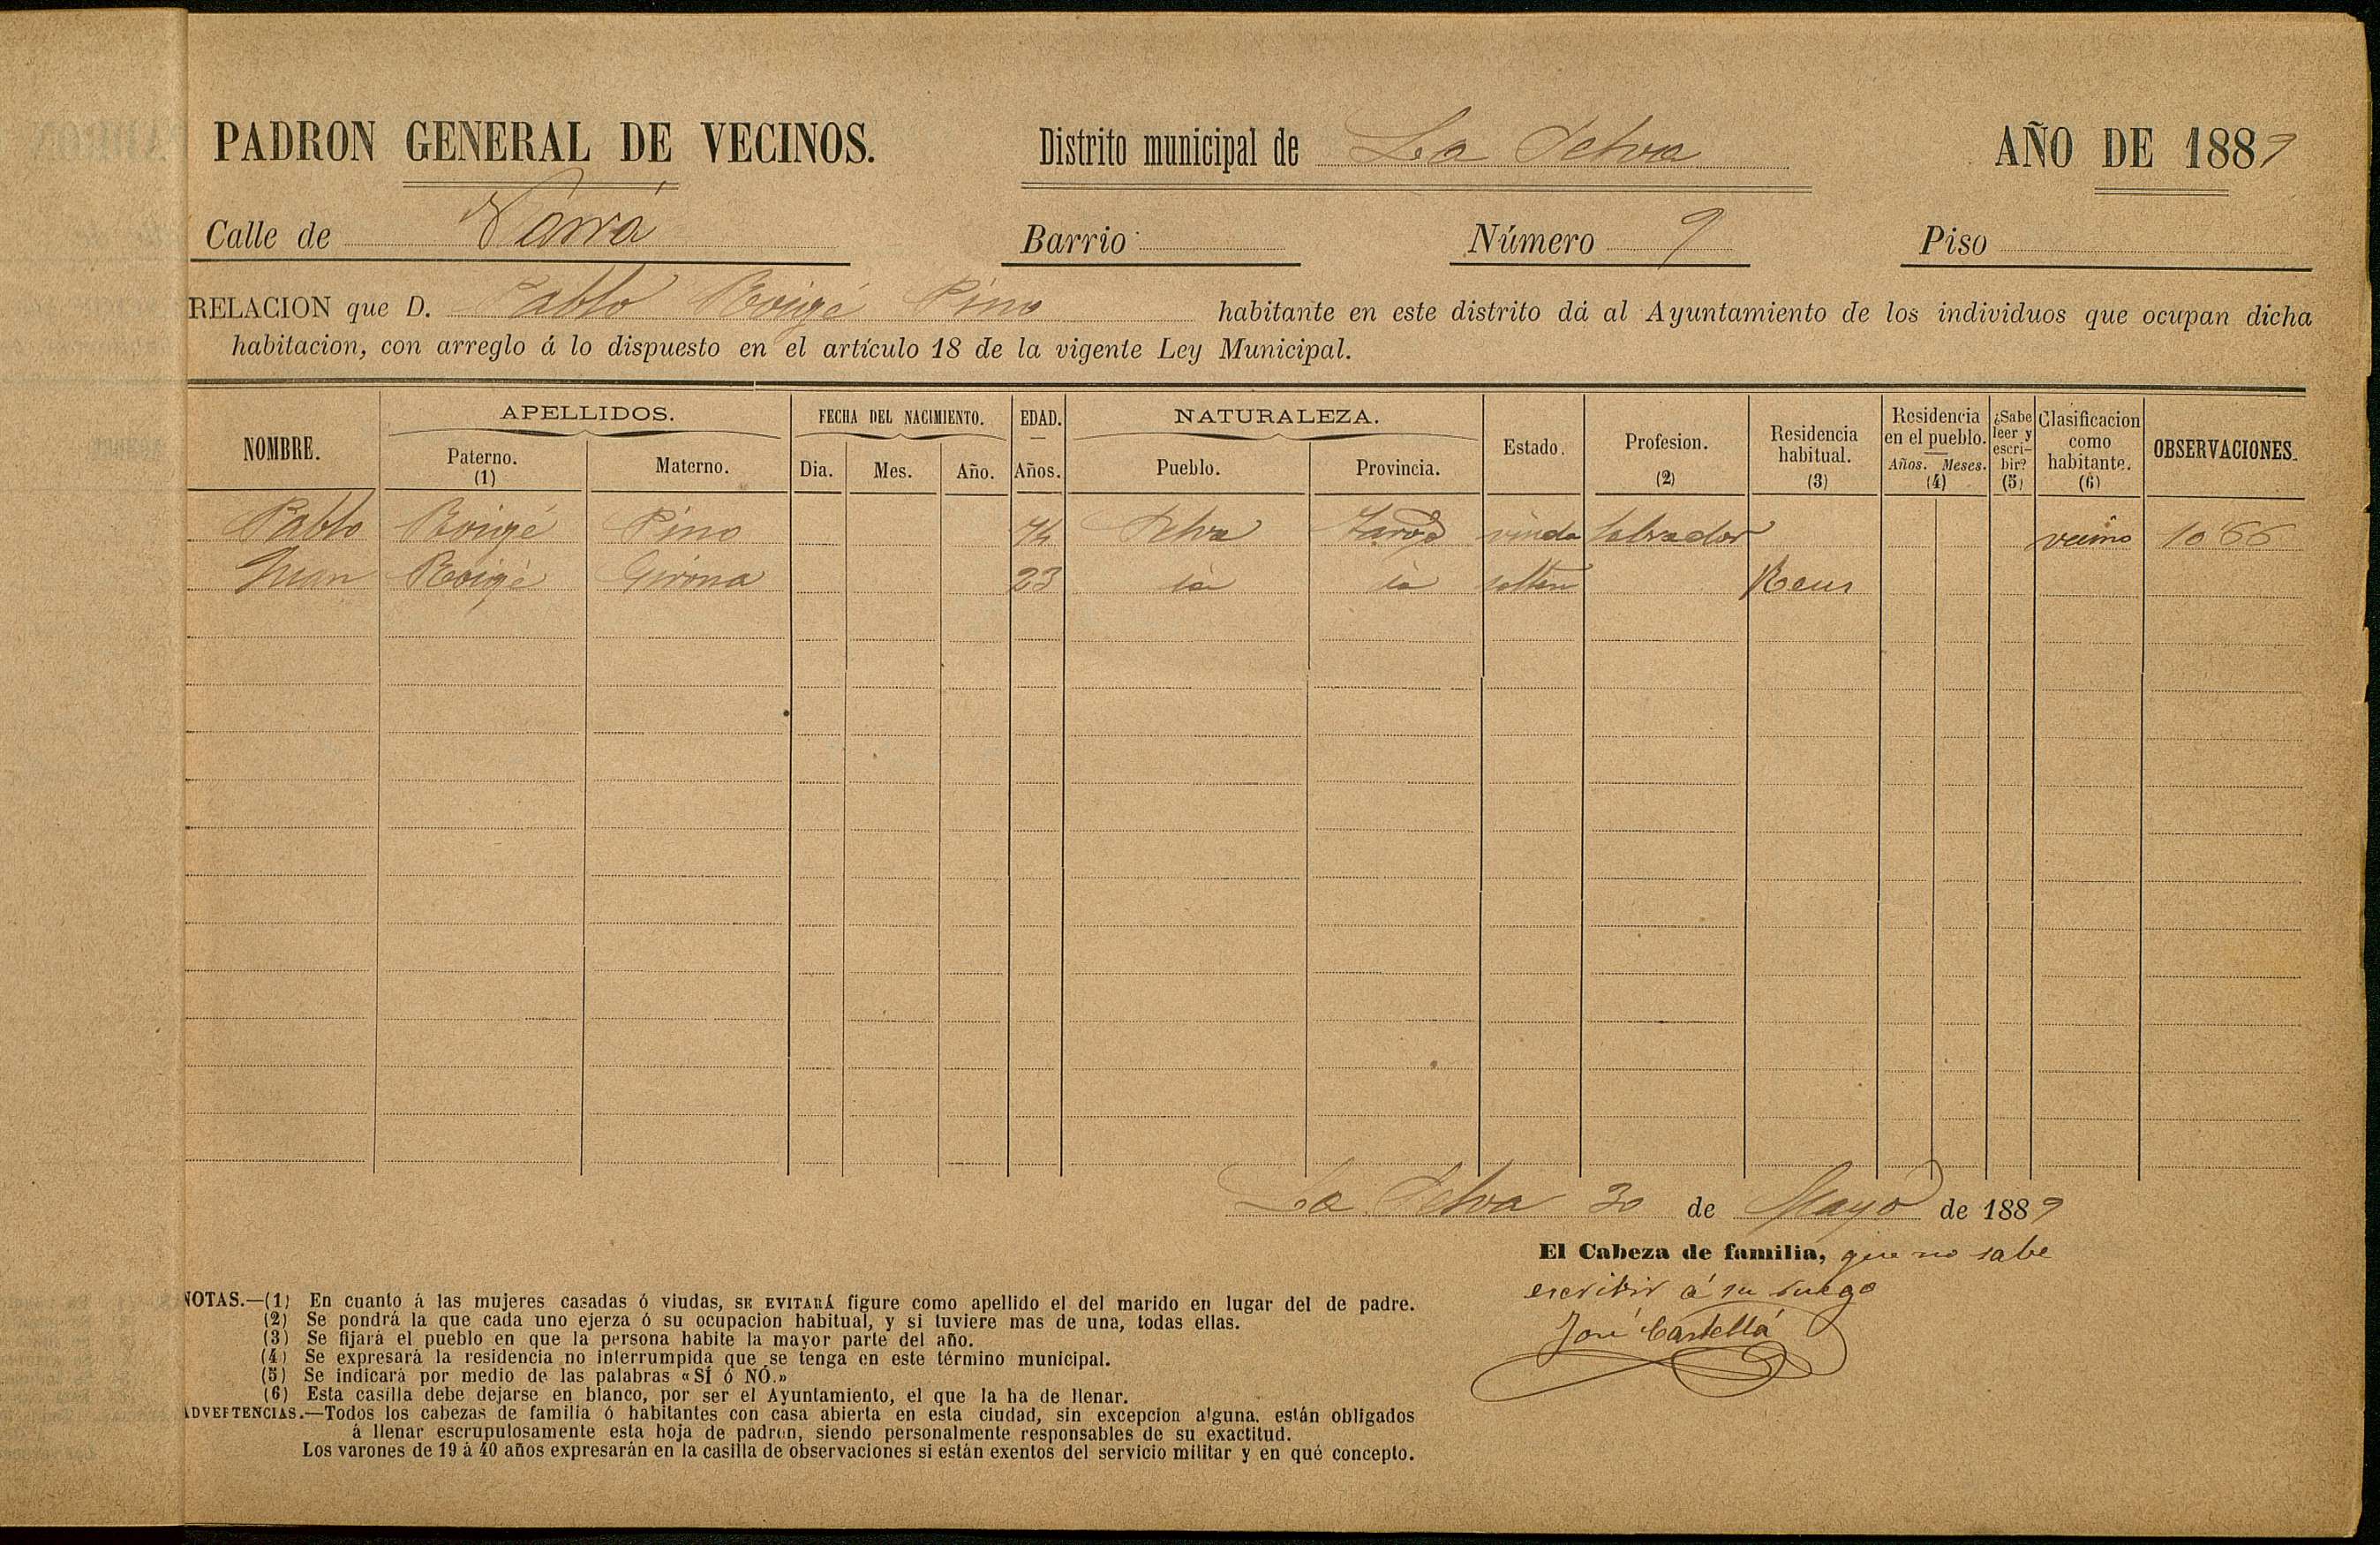 PADRON GENERAL DE VECINOS. Distrito municipal de La Selva AÑO DE 1889
Calle de Barrio Número 9 Piso
RELACION que D. Pablo Roigé Pino habitante en este distrito dá al Ayuntamiento de los individuos que ocupan dicha
habitacion, con arreglo á lo dispuesto en el artículo 18 de la vigente Ley Municipal.
NOMBRE. APELLIDOS. FECHA DEL NACIMIENTO. EDAD. NATURALEZA. Estado. Profesion. (2) Residencia habitual. (3) Residencia en el pueblo. Años. Meses. (4) ¿Sabe leer y escribir? (5) Clasificacion como habitante. (6) OBSERVACIONES.
Paterno. (1) Materno. Dia. Mes. Año. Años. Pueblo. Provincia.
Pablo Roigé Pino 74 Selva viudo labrador vecino 10'66
Juan Roigé Girona 23 id id solter Reus
La Selva 30 de Mayo de 1889
El Cabeza de familia, que no sabe
escribir á su ruego
José Castellá
NOTAS.—(1) En cuanto á las mujeres casadas ó viudas, SE EVITARÁ figure como apellido el del marido en lugar del de padre.
(2) Se pondrá la que cada uno ejerza ó su ocupacion habitual, y si tuviere mas de una, todas ellas.
(3) Se fijará el pueblo en que la persona habite la mayor parte del año.
(4) Se expresará la residencia no interrumpida que se tenga en este término municipal.
(5) Se indicará por medio de las palabras «SÍ ó NÓ.»
(6) Esta casilla debe dejarse en blanco, por ser el Ayuntamiento, el que la ha de llenar.
ADVERTENCIAS.—Todos los cabezas de familia ó habitantes con casa abierta en esta ciudad, sin excepcion alguna, están obligados
á llenar escrupulosamente esta hoja de padron, siendo personalmente responsables de su exactitud.
Los varones de 19 á 40 años expresarán en la casilla de observaciones si están exentos del servicio militar y en qué concepto.